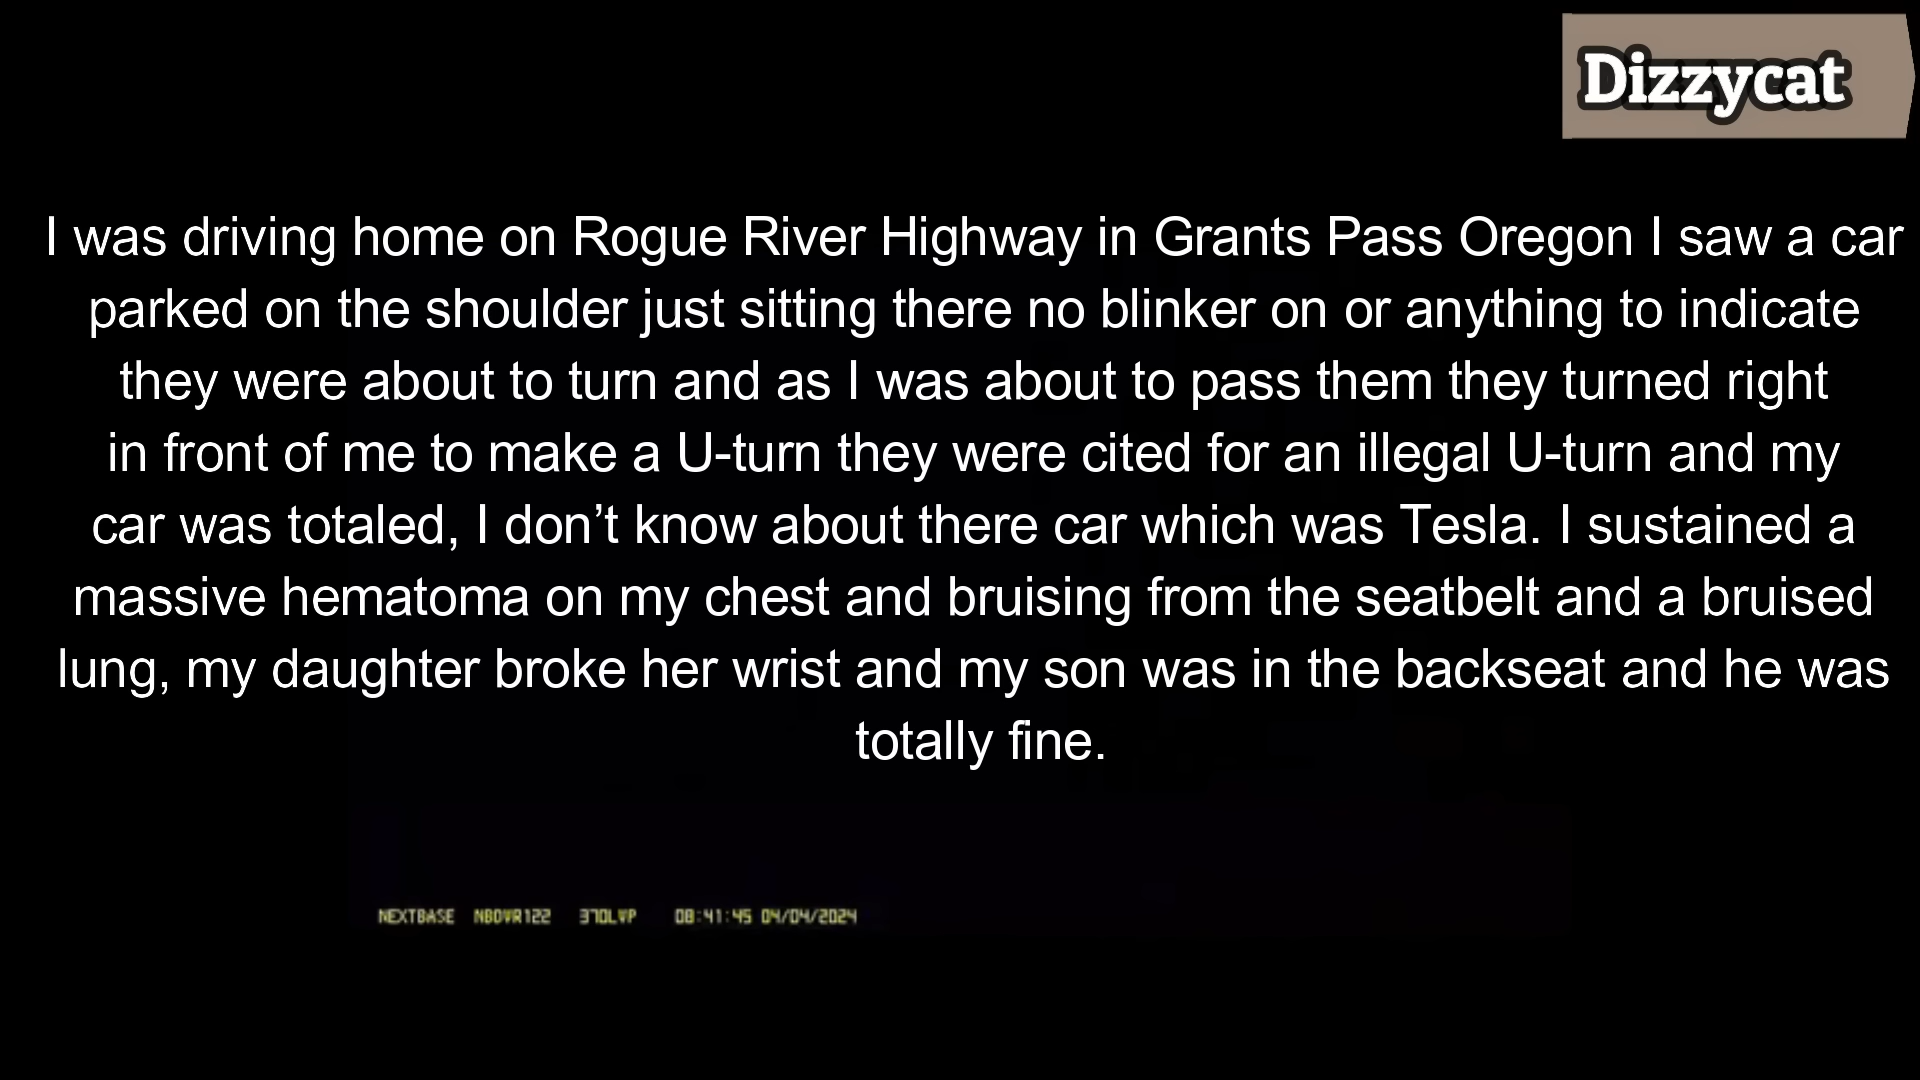 Dizzycat
I was driving home on Rogue River Highway in Grants Pass Oregon I saw a car
parked on the shoulder just sitting there no blinker on or anything to indicate
they were about to turn and as I was about to pass them they turned right
in front of me to make a U-turn they were cited for an illegal U-turn and my
car was totaled, I don’t know about there car which was Tesla. I sustained a
massive hematoma on my chest and bruising from the seatbelt and a bruised
lung, my daughter broke her wrist and my son was in the backseat and he was
totally fine.
NEXTBASE NBDVR122 370LVP 08:41:45 04/04/2024